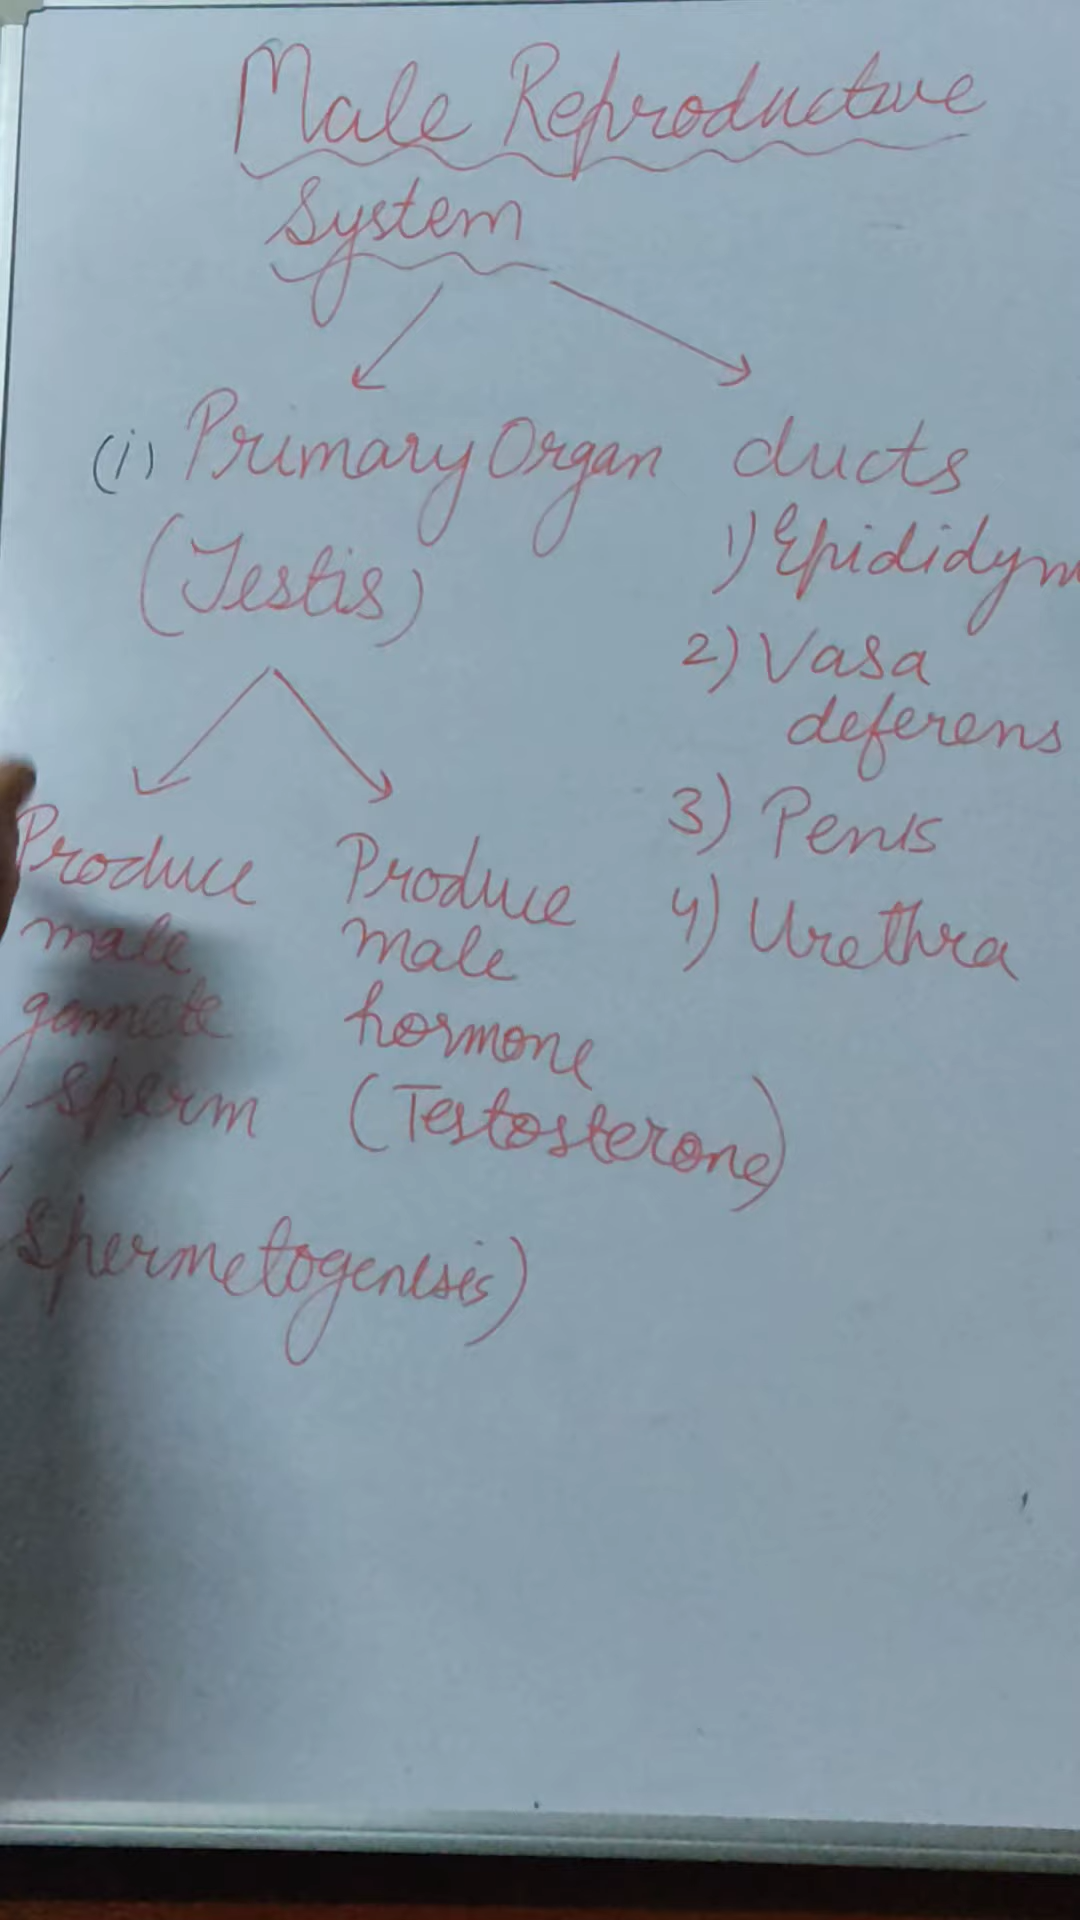 Male Reproductive
System
(i) Primary Organ
(Testis)
Produce
male
gamete
sperm
(Spermetogenesis)
Produce
male
hormone
(Testosterone)
ducts
1) Epididym
2) Vasa
deferens
3) Penis
4) Urethra